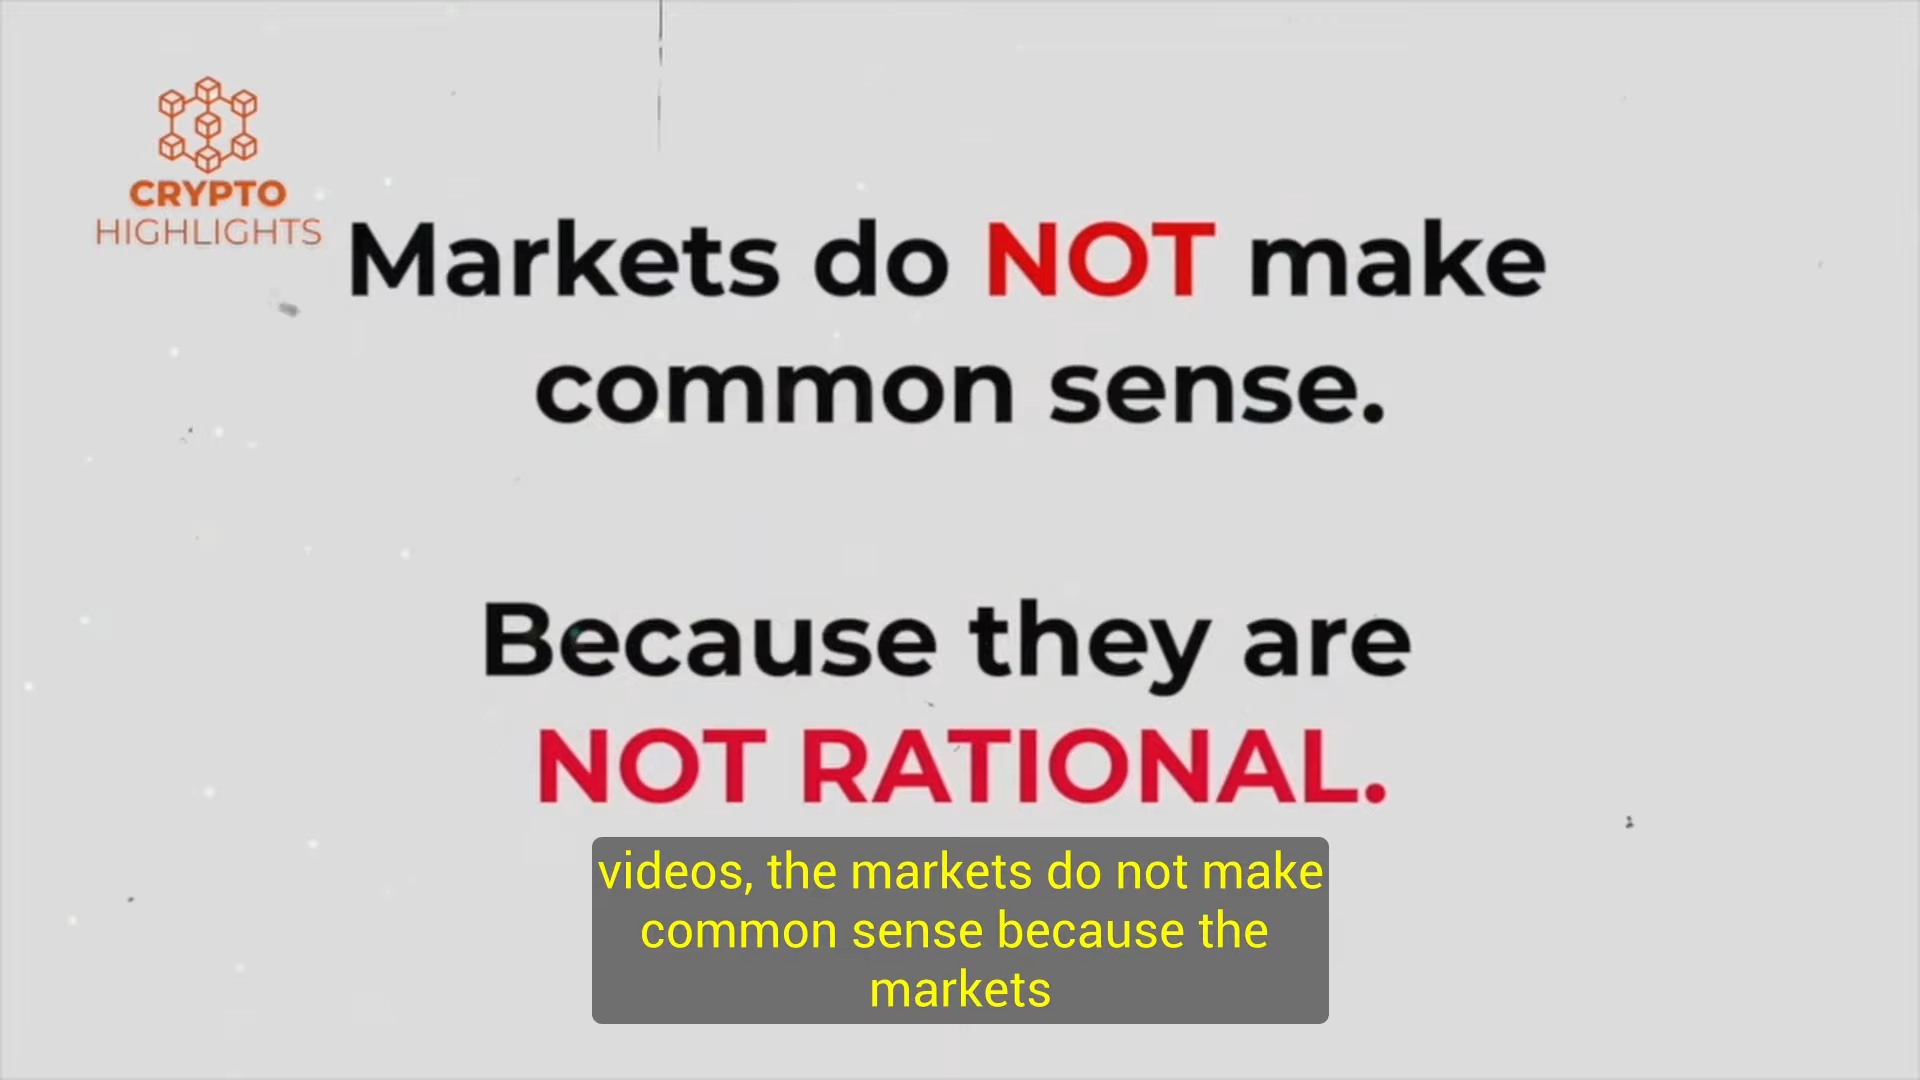 CRYPTO
HIGHLIGHTS
Markets do NOT make
common sense.
Because they are
NOT RATIONAL.
videos, the markets do not make
common sense because the
markets